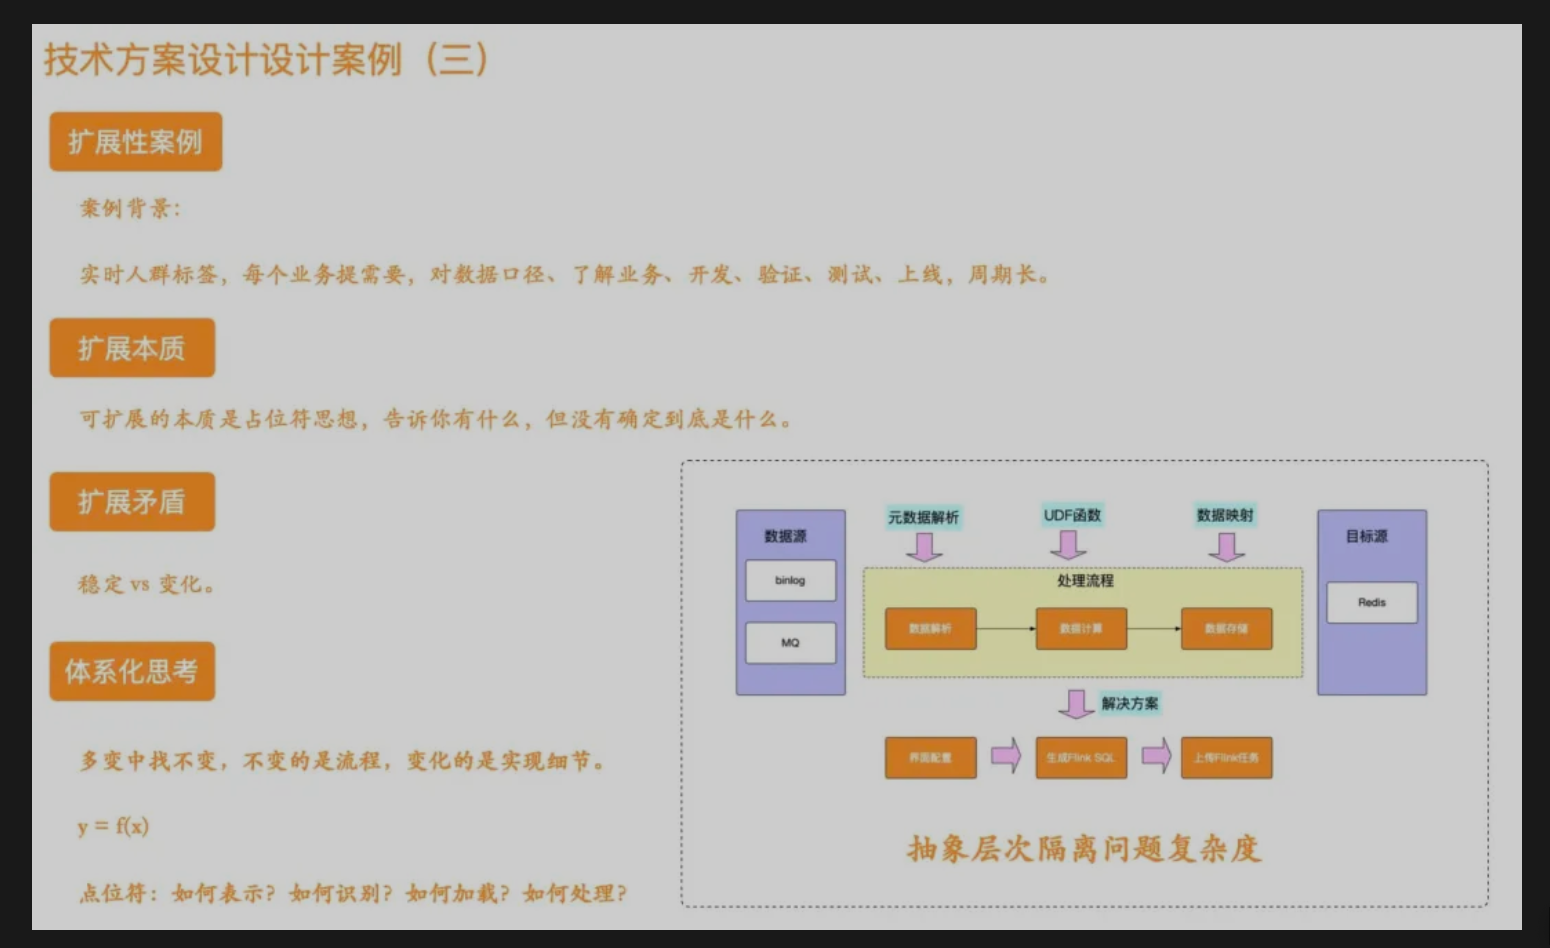 技术方案设计设计案例（三）
扩展性案例
案例背景：
实时人群标签，每个业务提需要，对数据口径、了解业务、开发、验证、测试、上线，周期长。
扩展本质
可扩展的本质是占位符思想，告诉你有什么，但没有确定到底是什么。
扩展矛盾
稳定 vs 变化。
体系化思考
多变中找不变，不变的是流程，变化的是实现细节。
y = f(x)
点位符：如何表示？如何识别？如何加载？如何处理？
数据源
binlog
MQ
元数据解析
UDF函数
数据映射
处理流程
数据解析
数据计算
数据存储
目标源
Redis
解决方案
界面配置
生成Flink SQL
上传Flink任务
抽象层次隔离问题复杂度